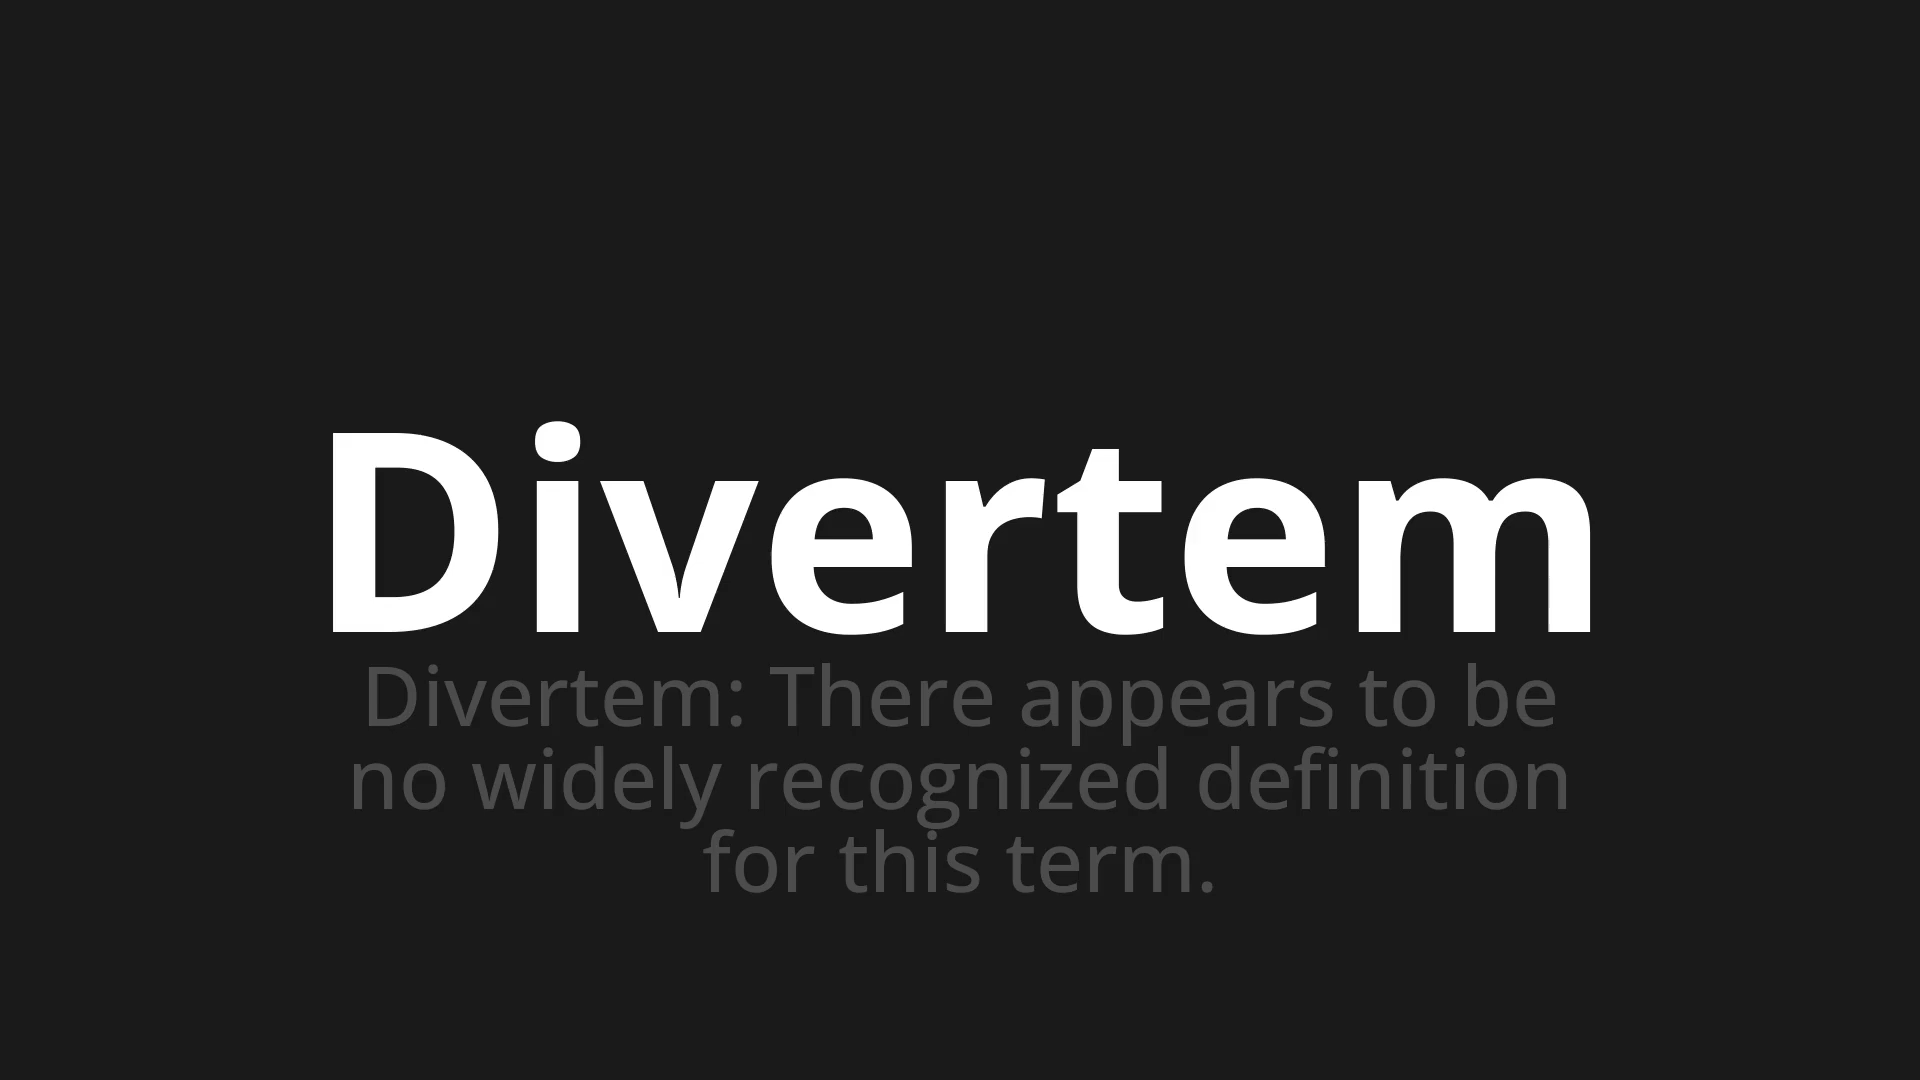 Divertem
Divertem: There appears to be
no widely recognized definition
for this term.